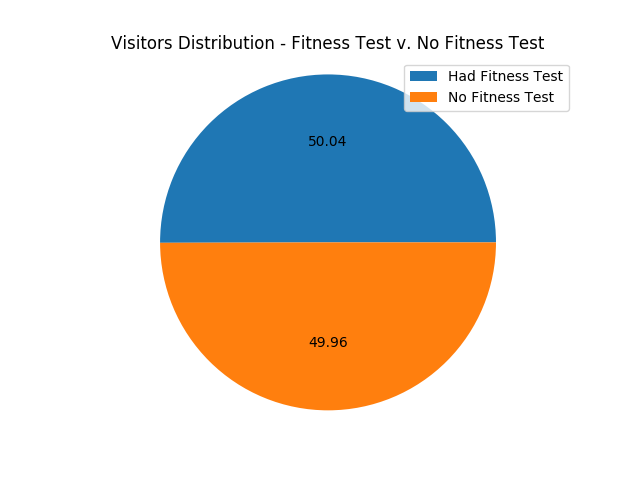 Visitors Distribution - Fitness Test v. No Fitness Test
Had Fitness Test
No Fitness Test
50.04
49.96